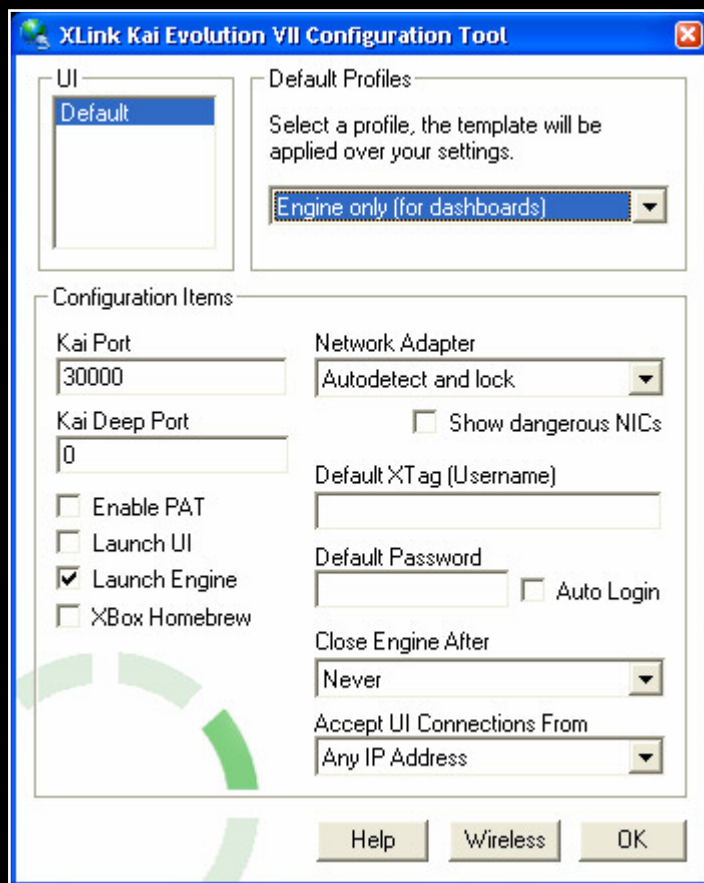 XLink Kai Evolution VII Configuration Tool
UI
Default
Default Profiles
Select a profile, the template will be
applied over your settings.
Engine only (for dashboards)
Configuration Items
Kai Port
30000
Kai Deep Port
0
Enable PAT
Launch UI
Launch Engine
XBox Homebrew
Network Adapter
Autodetect and lock
Show dangerous NICs
Default XTag (Username)
Default Password
Auto Login
Close Engine After
Never
Accept UI Connections From
Any IP Address
Help
Wireless
OK